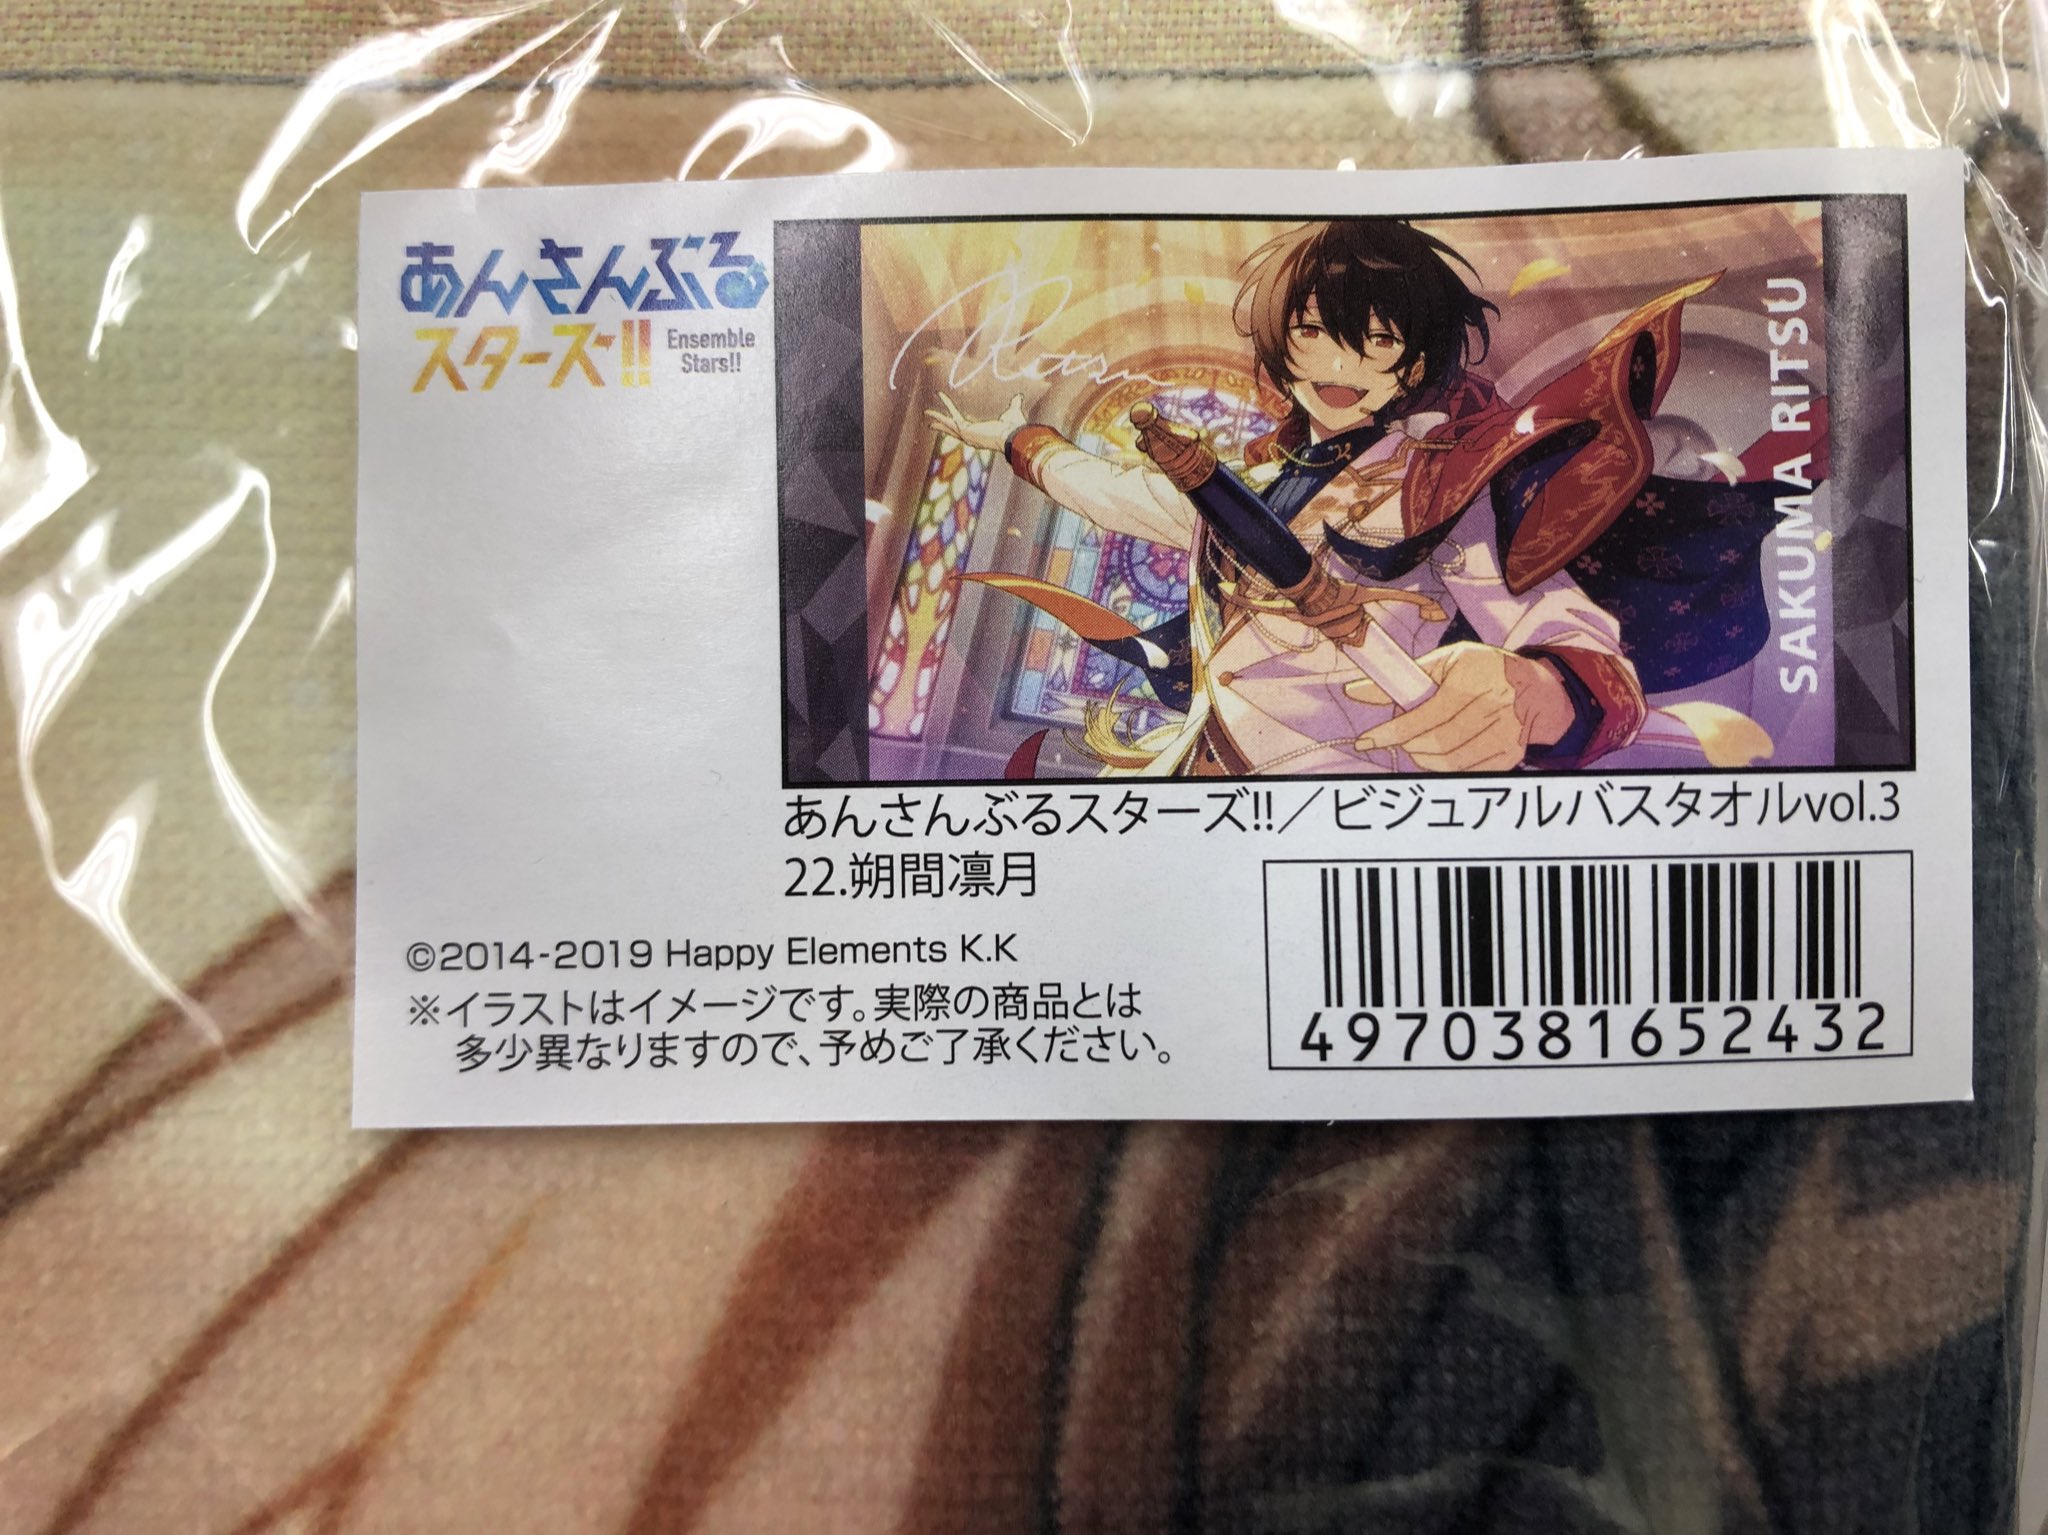 あんさんぶる
スターズ!!
Ensemble
Stars!!
Ritsu
SAKUMA RITSU
あんさんぶるスターズ!!／ビジュアルバスタオルvol.3
22.朔間凛月
©2014-2019 Happy Elements K.K
※イラストはイメージです。実際の商品とは
多少異なりますので、予めご了承ください。
4970381652432